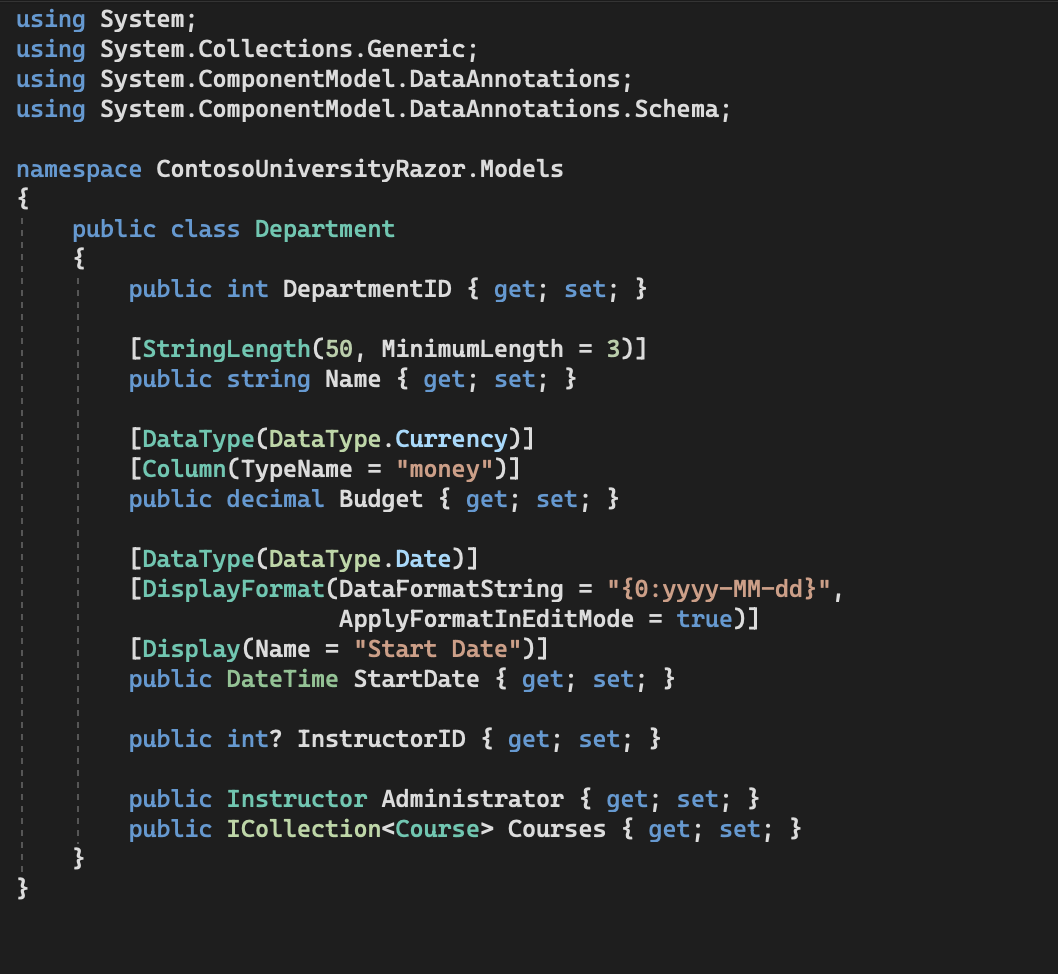 using System;
using System.Collections.Generic;
using System.ComponentModel.DataAnnotations;
using System.ComponentModel.DataAnnotations.Schema;

namespace ContosoUniversityRazor.Models
{
    public class Department
    {
        public int DepartmentID { get; set; }

        [StringLength(50, MinimumLength = 3)]
        public string Name { get; set; }

        [DataType(DataType.Currency)]
        [Column(TypeName = "money")]
        public decimal Budget { get; set; }

        [DataType(DataType.Date)]
        [DisplayFormat(DataFormatString = "{0:yyyy-MM-dd}",
                       ApplyFormatInEditMode = true)]
        [Display(Name = "Start Date")]
        public DateTime StartDate { get; set; }

        public int? InstructorID { get; set; }

        public Instructor Administrator { get; set; }
        public ICollection<Course> Courses { get; set; }
    }
}